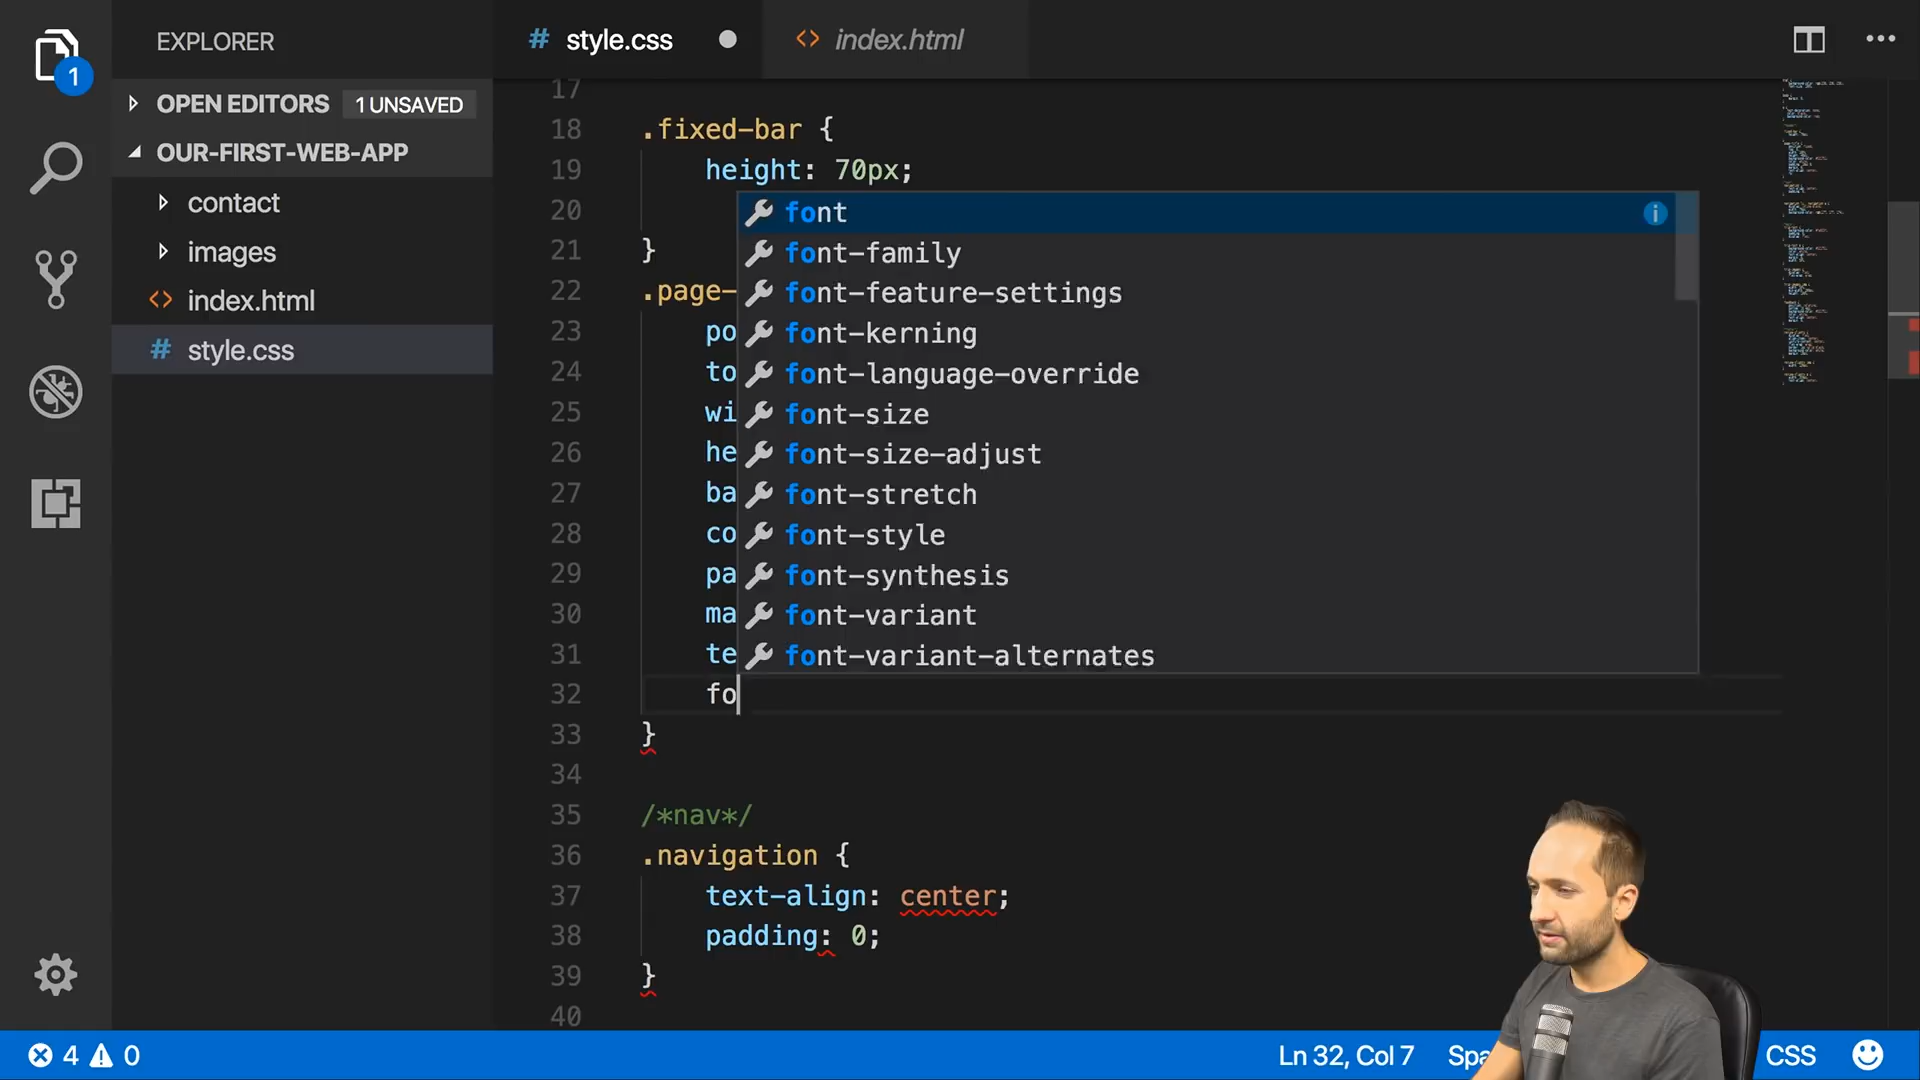 EXPLORER
# style.css
<> index.html
1
OPEN EDITORS 1 UNSAVED
OUR-FIRST-WEB-APP
contact
images
<> index.html
# style.css
17
18 .fixed-bar {
19 height: 70px;
20
21 }
22 .page-
23 po
24 to
25 wi
26 he
27 ba
28 co
29 pa
30 ma
31 te
32 fo
33 }
34
35 /*nav*/
36 .navigation {
37 text-align: center;
38 padding: 0;
39 }
40
font
font-family
font-feature-settings
font-kerning
font-language-override
font-size
font-size-adjust
font-stretch
font-style
font-synthesis
font-variant
font-variant-alternates
4 0 Ln 32, Col 7 Spa CSS